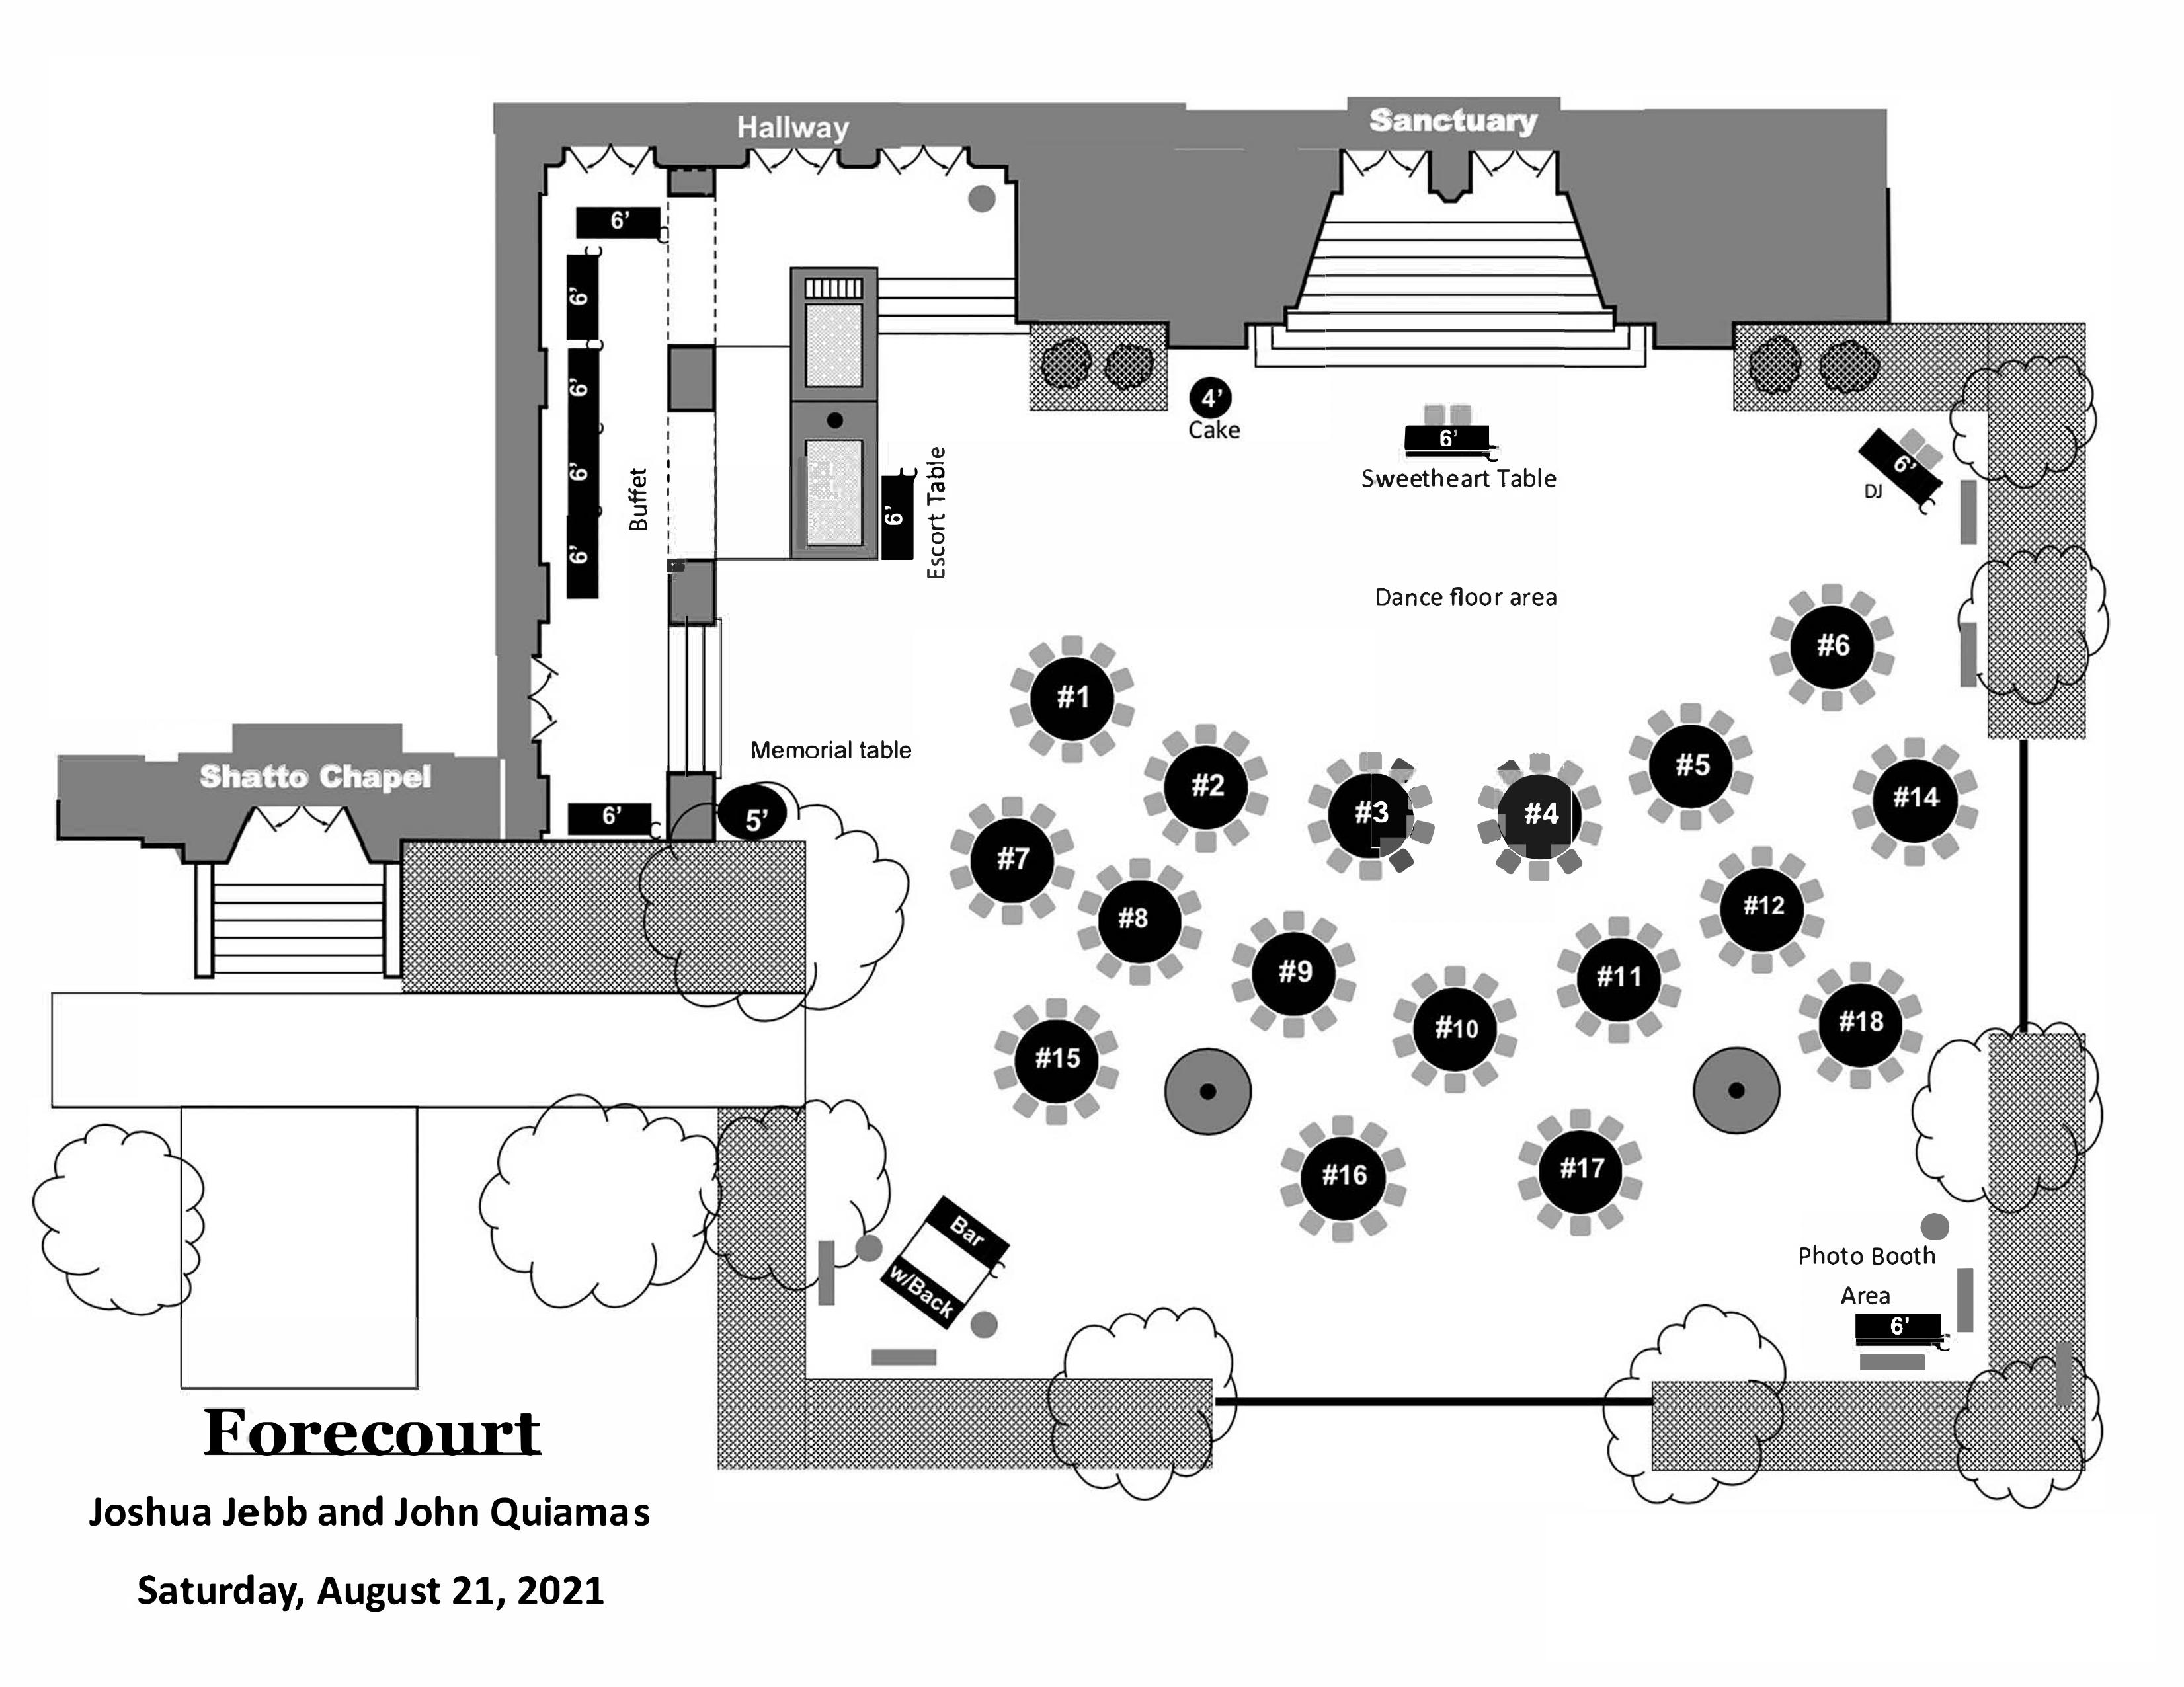 Hallway
Sanctuary
6'
6'
6'
6'
6'
Buffet
6'
Escort Table
4'
Cake
6'
Sweetheart Table
6'
DJ
Dance floor area
Memorial table
Shatto Chapel
6'
5'
#1
#2
#3
#4
#5
#6
#7
#8
#9
#10
#11
#12
#14
#15
#16
#17
#18
Bar
w/Back
Photo Booth
Area
6'
Forecourt
Joshua Jebb and John Quiamas
Saturday, August 21, 2021